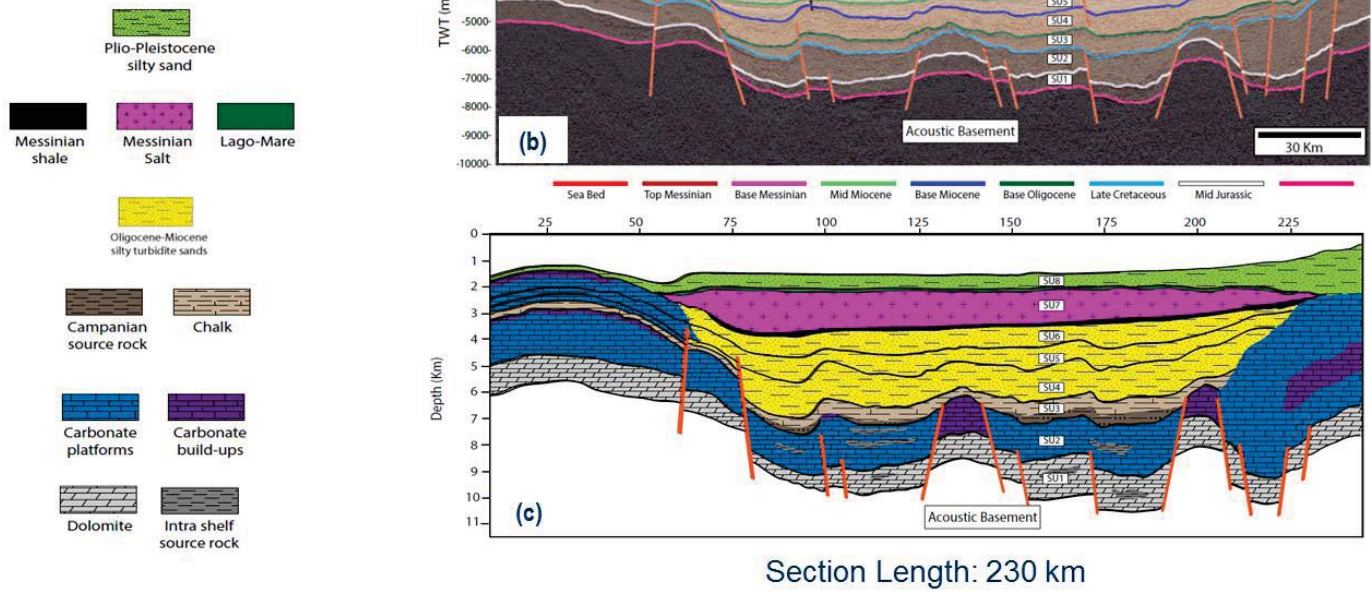 Plio-Pleistocene
silty sand
Messinian
shale
Messinian
Salt
Lago-Mare
Oligocene-Miocene
silty turbidite sands
Campanian
source rock
Chalk
Carbonate
platforms
Carbonate
build-ups
Dolomite
Intra shelf
source rock
TWT (m
-5000
-6000
-7000
-8000
-9000
-10000
SU5
SU4
SU3
SU2
SU1
Acoustic Basement
(b)
30 Km
Sea Bed
Top Messinian
Base Messinian
Mid Miocene
Base Miocene
Base Oligocene
Late Cretaceous
Mid Jurassic
25 50 75 100 125 150 175 200 225
Depth (Km)
0
1
2
3
4
5
6
7
8
9
10
11
SU8
SU7
SU6
SU5
SU4
SU3
SU2
SU1
(c)
Acoustic Basement
Section Length: 230 km